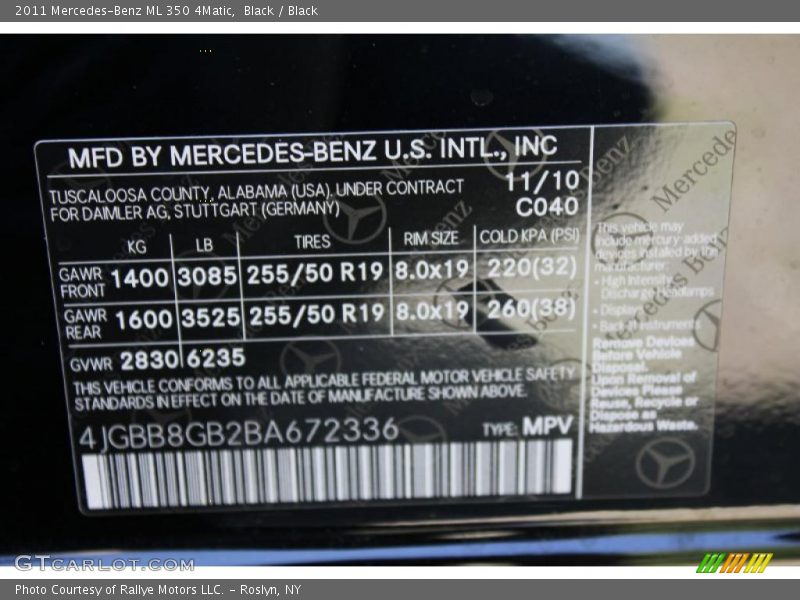 2011 Mercedes-Benz ML 350 4Matic, Black / Black
MFD BY MERCEDES-BENZ U.S. INTL., INC
TUSCALOOSA COUNTY, ALABAMA (USA). UNDER CONTRACT 11/10
FOR DAIMLER AG, STUTTGART (GERMANY) C040
KG LB TIRES RIM SIZE COLD KPA (PSI)
GAWR FRONT 1400 3085 255/50 R19 8.0x19 220(32)
GAWR REAR 1600 3525 255/50 R19 8.0x19 260(38)
GVWR 2830 6235
THIS VEHICLE CONFORMS TO ALL APPLICABLE FEDERAL MOTOR VEHICLE SAFETY
STANDARDS IN EFFECT ON THE DATE OF MANUFACTURE SHOWN ABOVE.
4JGBB8GB2BA672336 TYPE: MPV
This vehicle may
include mercury-added
devices installed by the
manufacturer:
• High Intensity
Discharge Headlamps
• Backlit Instruments
Remove Devices
Before Vehicle
Disposal.
Upon Removal of
Devices Please
Reuse, Recycle or
Dispose as
Hazardous Waste.
Mercedes
GTCARLOT.COM
Photo Courtesy of Rallye Motors LLC. - Roslyn, NY